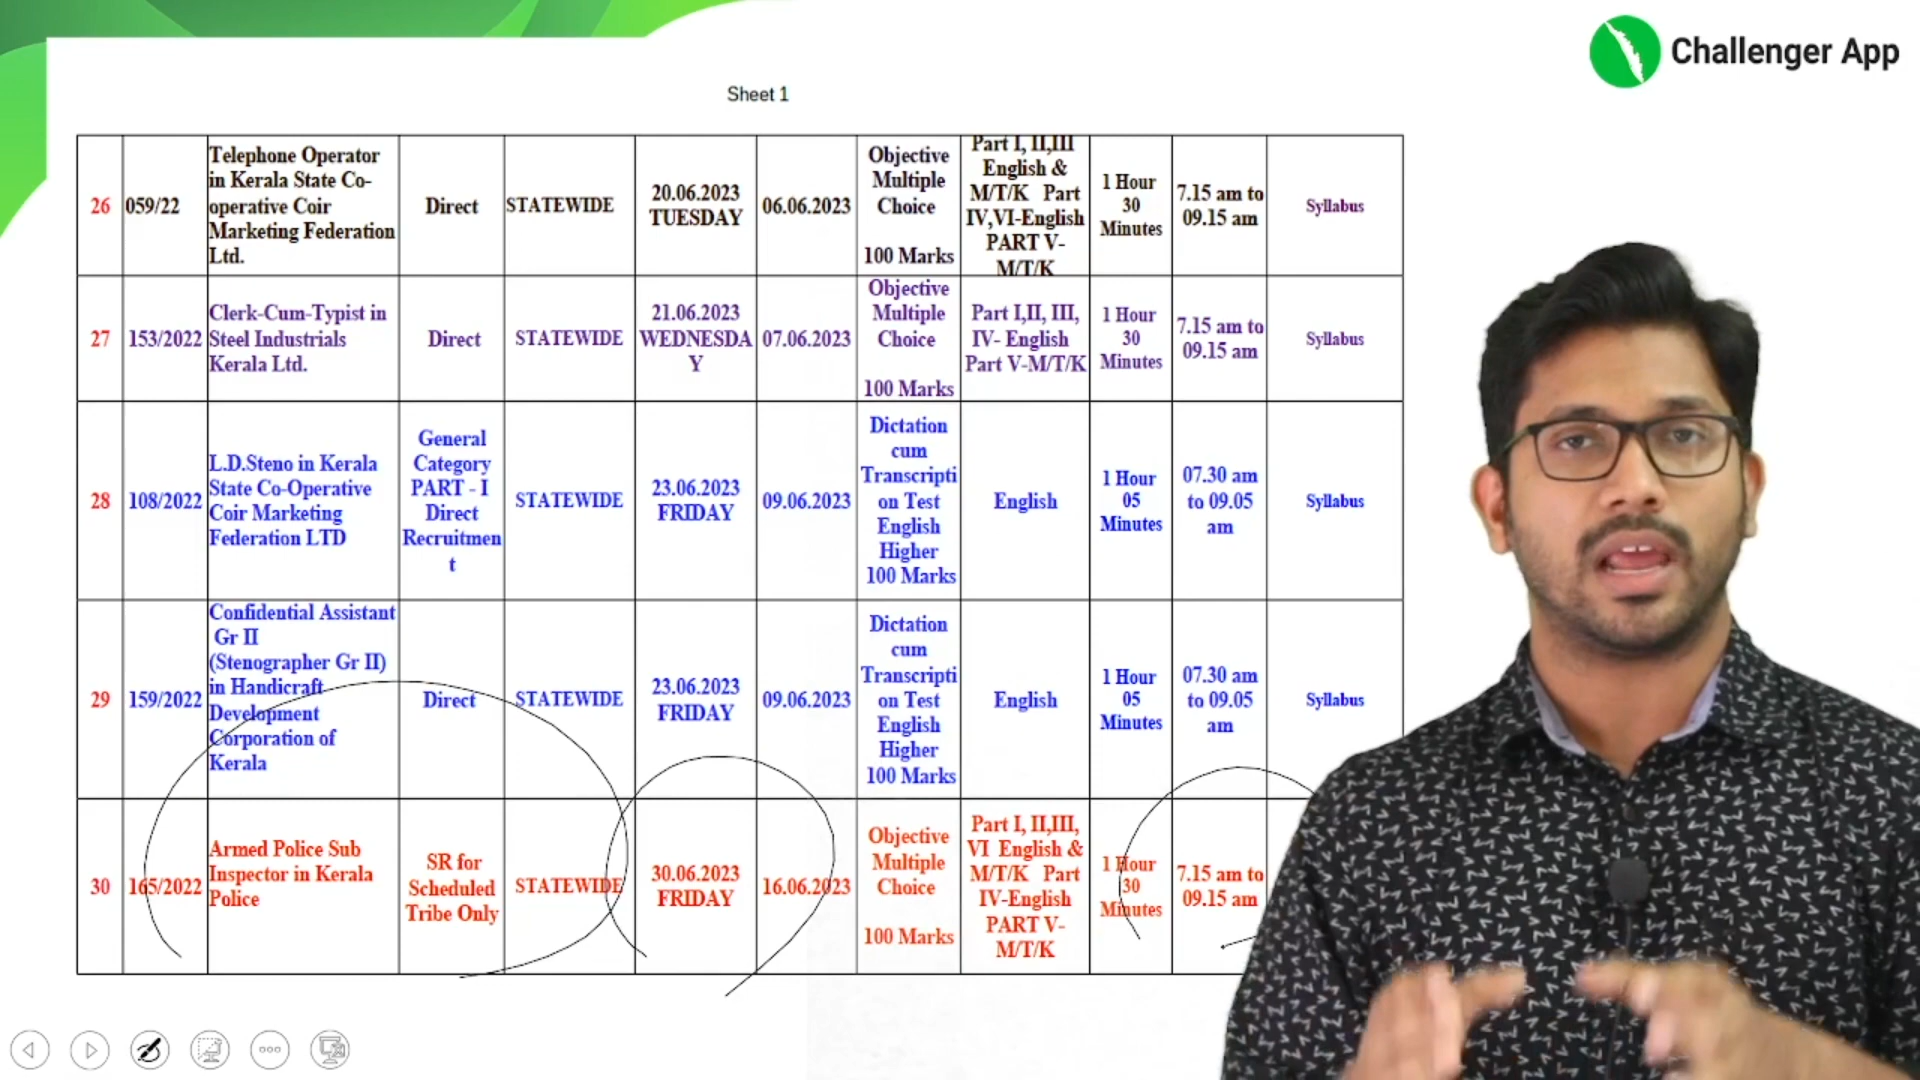 Challenger App
Sheet 1
26
059/22
Telephone Operator
in Kerala State Co-
operative Coir
Marketing Federation
Ltd.
Direct
STATEWIDE
20.06.2023
TUESDAY
06.06.2023
Objective
Multiple
Choice
100 Marks
Part I, II,III
English &
M/T/K Part
IV,VI-English
PART V-
M/T/K
1 Hour
30
Minutes
7.15 am to
09.15 am
Syllabus
27
153/2022
Clerk-Cum-Typist in
Steel Industrials
Kerala Ltd.
Direct
STATEWIDE
21.06.2023
WEDNESDA
Y
07.06.2023
Objective
Multiple
Choice
100 Marks
Part I,II, III,
IV- English
Part V-M/T/K
1 Hour
30
Minutes
7.15 am to
09.15 am
Syllabus
28
108/2022
L.D.Steno in Kerala
State Co-Operative
Coir Marketing
Federation LTD
General
Category
PART - I
Direct
Recruitmen
t
STATEWIDE
23.06.2023
FRIDAY
09.06.2023
Dictation
cum
Transcripti
on Test
English
Higher
100 Marks
English
1 Hour
05
Minutes
07.30 am
to 09.05
am
Syllabus
29
159/2022
Confidential Assistant
Gr II
(Stenographer Gr II)
in Handicraft
Development
Corporation of
Kerala
Direct
STATEWIDE
23.06.2023
FRIDAY
09.06.2023
Dictation
cum
Transcripti
on Test
English
Higher
100 Marks
English
1 Hour
05
Minutes
07.30 am
to 09.05
am
Syllabus
30
165/2022
Armed Police Sub
Inspector in Kerala
Police
SR for
Scheduled
Tribe Only
STATEWIDE
30.06.2023
FRIDAY
16.06.2023
Objective
Multiple
Choice
100 Marks
Part I, II,III,
VI English &
M/T/K Part
IV-English
PART V-
M/T/K
1 Hour
30
Minutes
7.15 am to
09.15 am